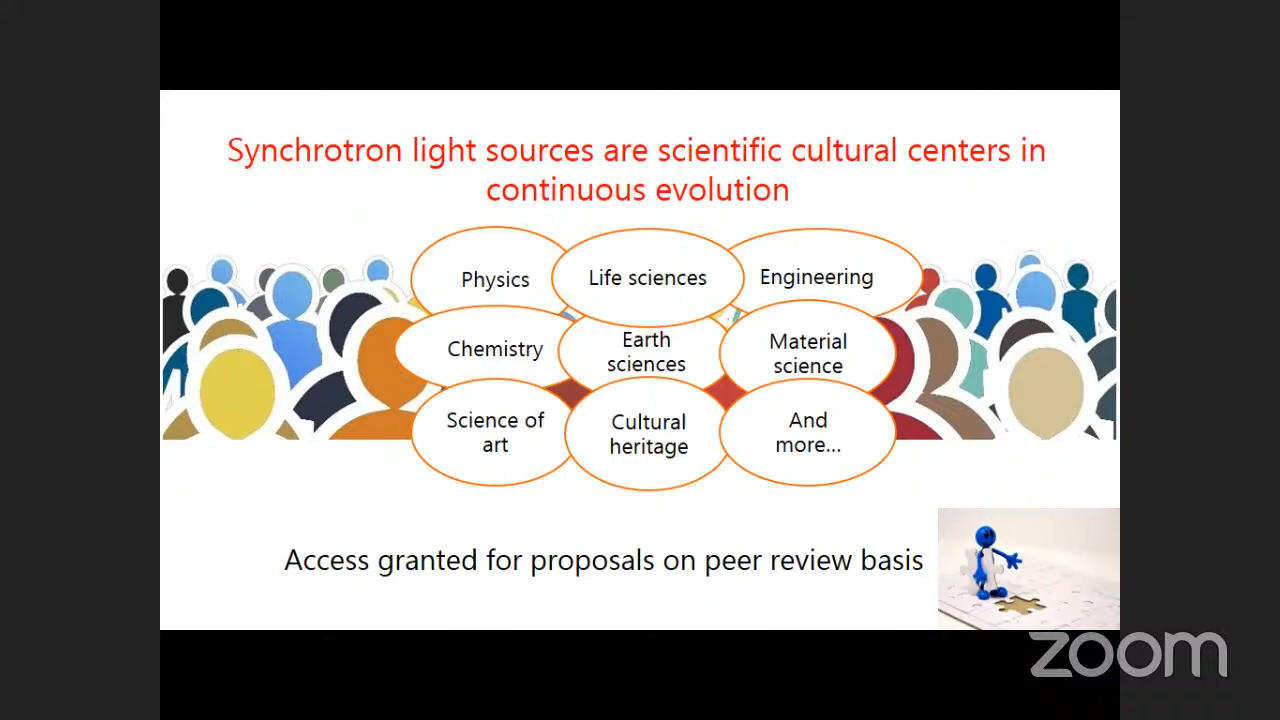 Synchrotron light sources are scientific cultural centers in
continuous evolution
Physics
Life sciences
Engineering
Chemistry
Earth
sciences
Material
science
Science of
art
Cultural
heritage
And
more...
Access granted for proposals on peer review basis
zoom